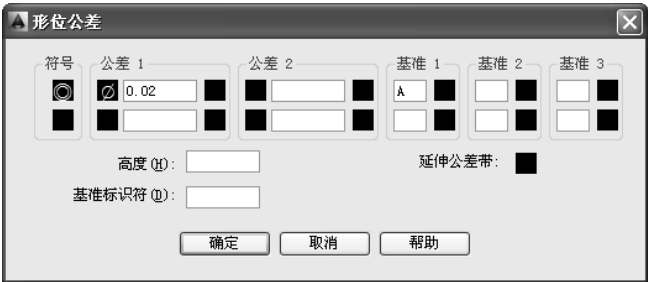 形位公差
符号 公差 1 公差 2 基准 1 基准 2 基准 3
◎ ∅ 0.02 A
高度(H): 延伸公差带:
基准标识符(D):
确定 取消 帮助